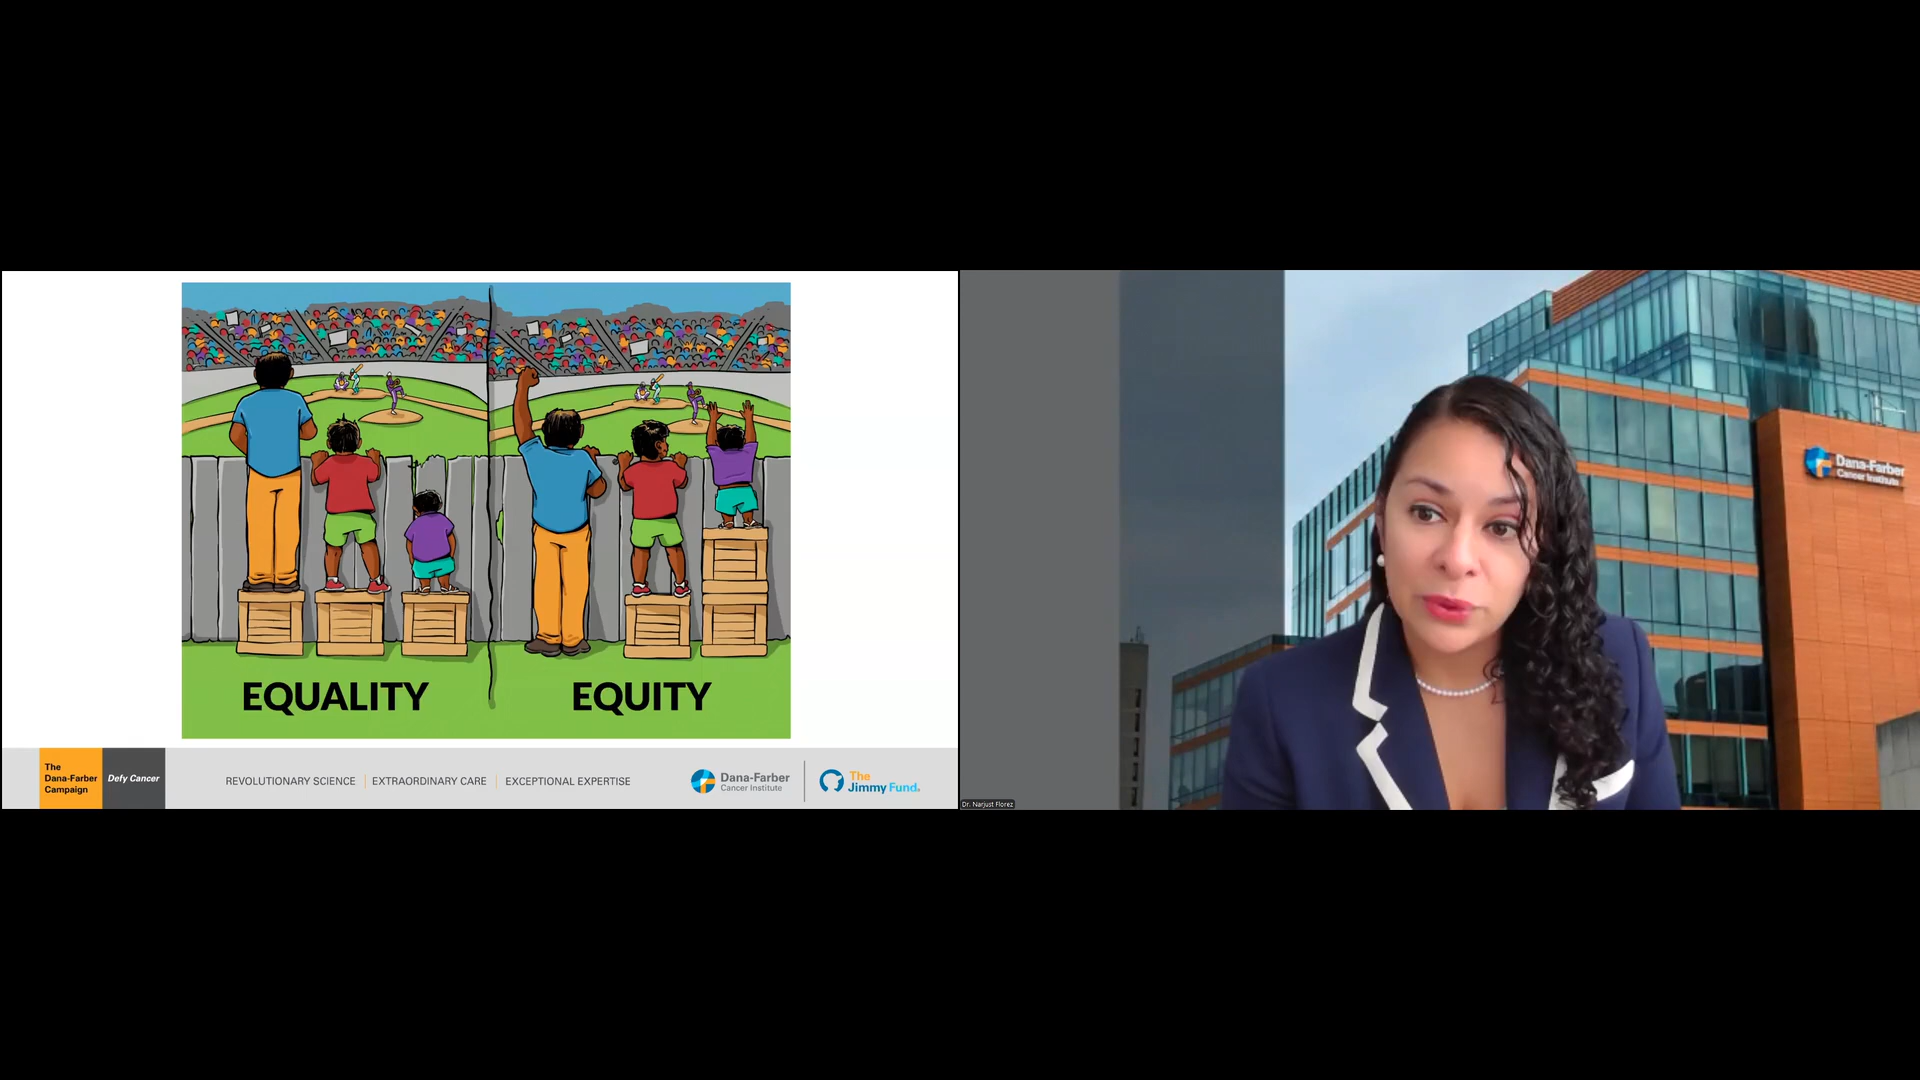 EQUALITY
EQUITY
The
Dana-Farber
Campaign
Defy Cancer
REVOLUTIONARY SCIENCE | EXTRAORDINARY CARE | EXCEPTIONAL EXPERTISE
Dana-Farber
Cancer Institute
The
Jimmy Fund.
Dana-Farber
Cancer Institute
Dr. Narjust Florez